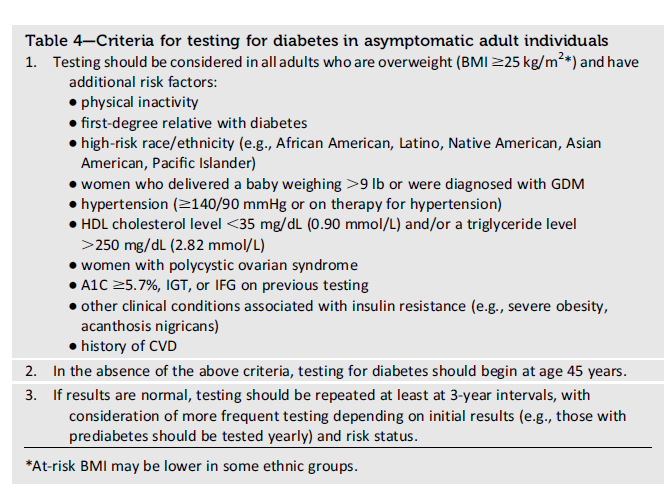 Table 4—Criteria for testing for diabetes in asymptomatic adult individuals
1. Testing should be considered in all adults who are overweight (BMI ≥25 kg/m²*) and have
additional risk factors:
● physical inactivity
● first-degree relative with diabetes
● high-risk race/ethnicity (e.g., African American, Latino, Native American, Asian
American, Pacific Islander)
● women who delivered a baby weighing >9 lb or were diagnosed with GDM
● hypertension (≥140/90 mmHg or on therapy for hypertension)
● HDL cholesterol level <35 mg/dL (0.90 mmol/L) and/or a triglyceride level
>250 mg/dL (2.82 mmol/L)
● women with polycystic ovarian syndrome
● A1C ≥5.7%, IGT, or IFG on previous testing
● other clinical conditions associated with insulin resistance (e.g., severe obesity,
acanthosis nigricans)
● history of CVD
2. In the absence of the above criteria, testing for diabetes should begin at age 45 years.
3. If results are normal, testing should be repeated at least at 3-year intervals, with
consideration of more frequent testing depending on initial results (e.g., those with
prediabetes should be tested yearly) and risk status.
*At-risk BMI may be lower in some ethnic groups.